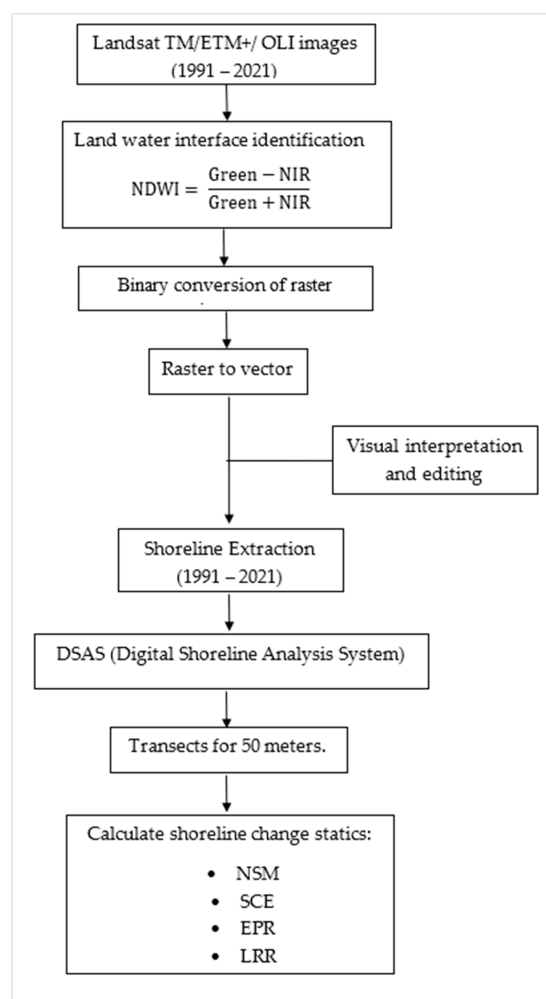 Landsat TM/ETM+/ OLI images
(1991 – 2021)
Land water interface identification
NDWI = Green − NIR / Green + NIR
Binary conversion of raster
.
Raster to vector
Visual interpretation
and editing
Shoreline Extraction
(1991 – 2021)
DSAS (Digital Shoreline Analysis System)
Transects for 50 meters.
Calculate shoreline change statics:
• NSM
• SCE
• EPR
• LRR